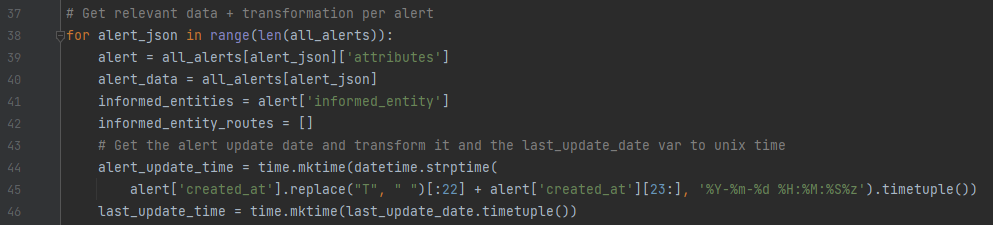 37 # Get relevant data + transformation per alert
38 for alert_json in range(len(all_alerts)):
39 alert = all_alerts[alert_json]['attributes']
40 alert_data = all_alerts[alert_json]
41 informed_entities = alert['informed_entity']
42 informed_entity_routes = []
43 # Get the alert update date and transform it and the last_update_date var to unix time
44 alert_update_time = time.mktime(datetime.strptime(
45 alert['created_at'].replace("T", " ")[:22] + alert['created_at'][23:], '%Y-%m-%d %H:%M:%S%z').timetuple())
46 last_update_time = time.mktime(last_update_date.timetuple())